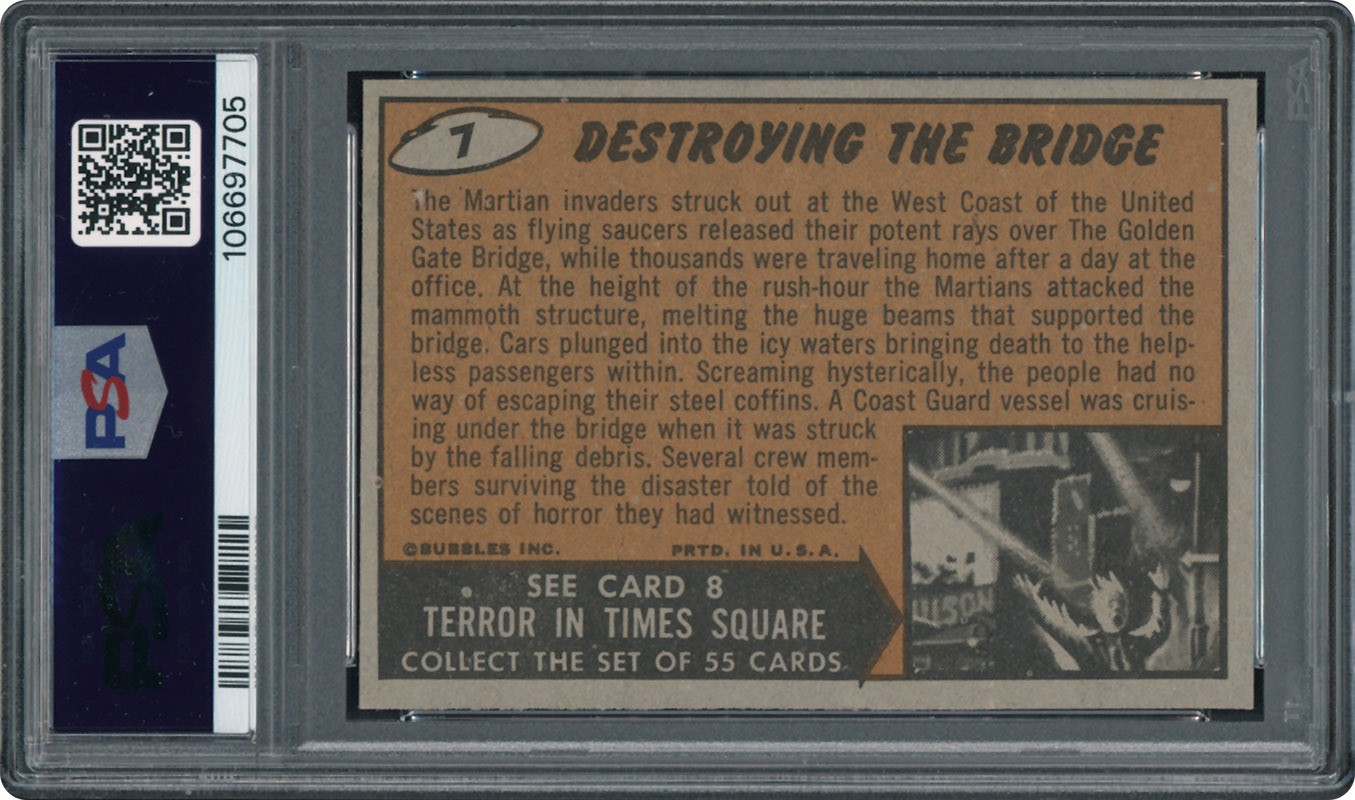 106697705
PSA
7
DESTROYING THE BRIDGE
The Martian invaders struck out at the West Coast of the United
States as flying saucers released their potent rays over The Golden
Gate Bridge, while thousands were traveling home after a day at the
office. At the height of the rush-hour the Martians attacked the
mammoth structure, melting the huge beams that supported the
bridge. Cars plunged into the icy waters bringing death to the help-
less passengers within. Screaming hysterically, the people had no
way of escaping their steel coffins. A Coast Guard vessel was cruis-
ing under the bridge when it was struck
by the falling debris. Several crew mem-
bers surviving the disaster told of the
scenes of horror they had witnessed.
©BUBBLES INC. PRTD. IN U.S.A.
SEE CARD 8
TERROR IN TIMES SQUARE
COLLECT THE SET OF 55 CARDS
PSA
PSA